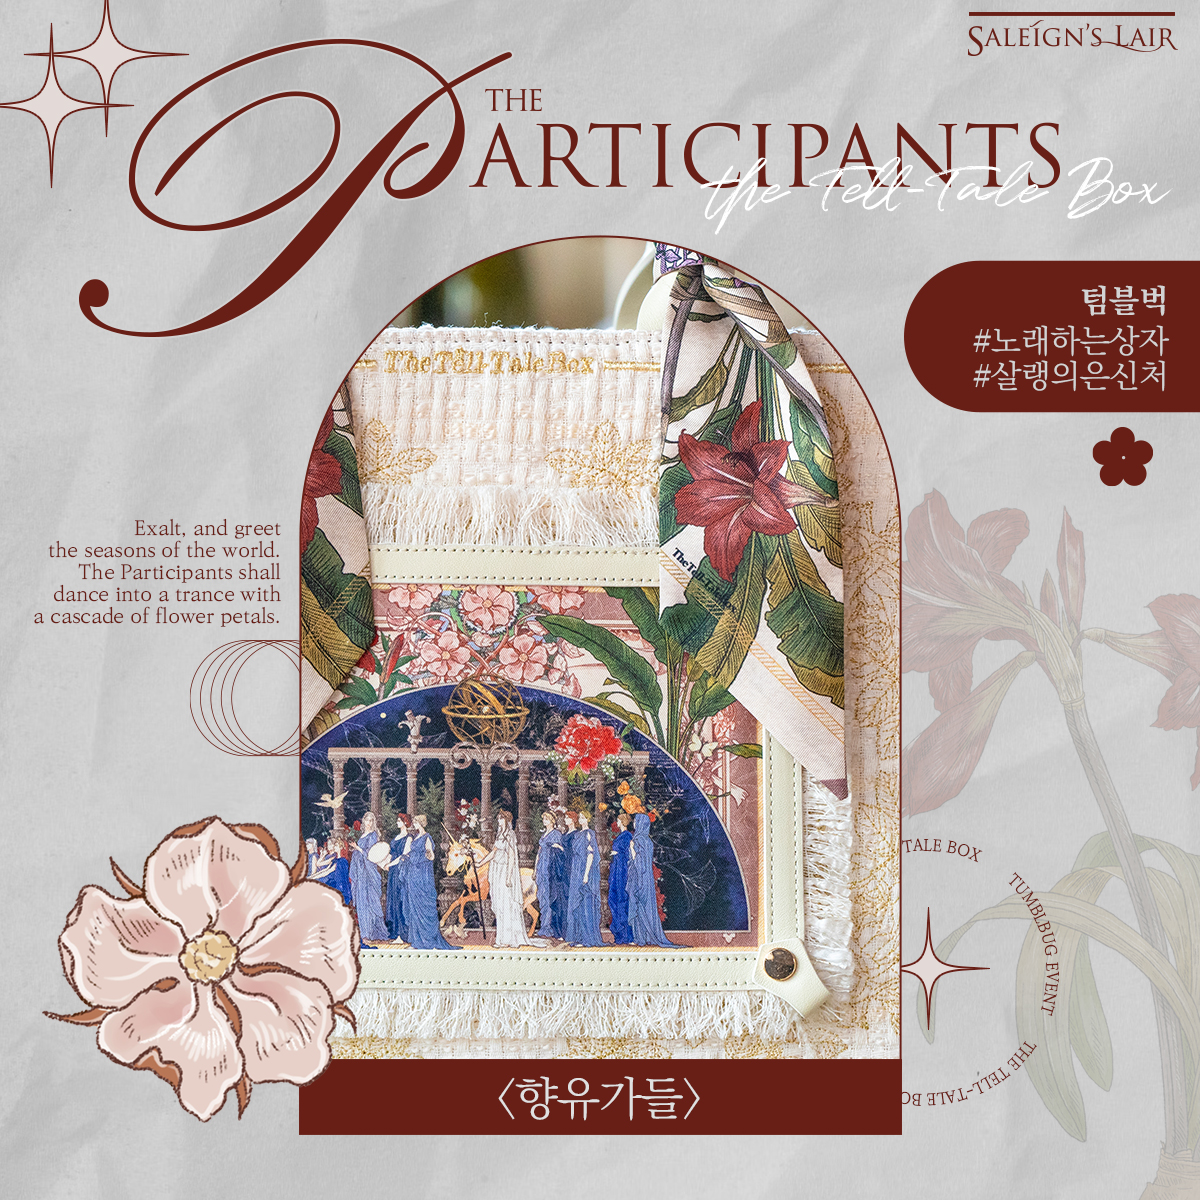 SALEIGN'S LAIR
THE
PARTICIPANTS
the Tell-Tale Box
텀블벅
#노래하는상자
#살랭의은신처
The Tell-Tale Box
Exalt, and greet
the seasons of the world.
The Participants shall
dance into a trance with
a cascade of flower petals.
The Tell-
TALE BOX
TUMBLBUG EVENT
THE TELL-TALE BO
〈향유가들〉